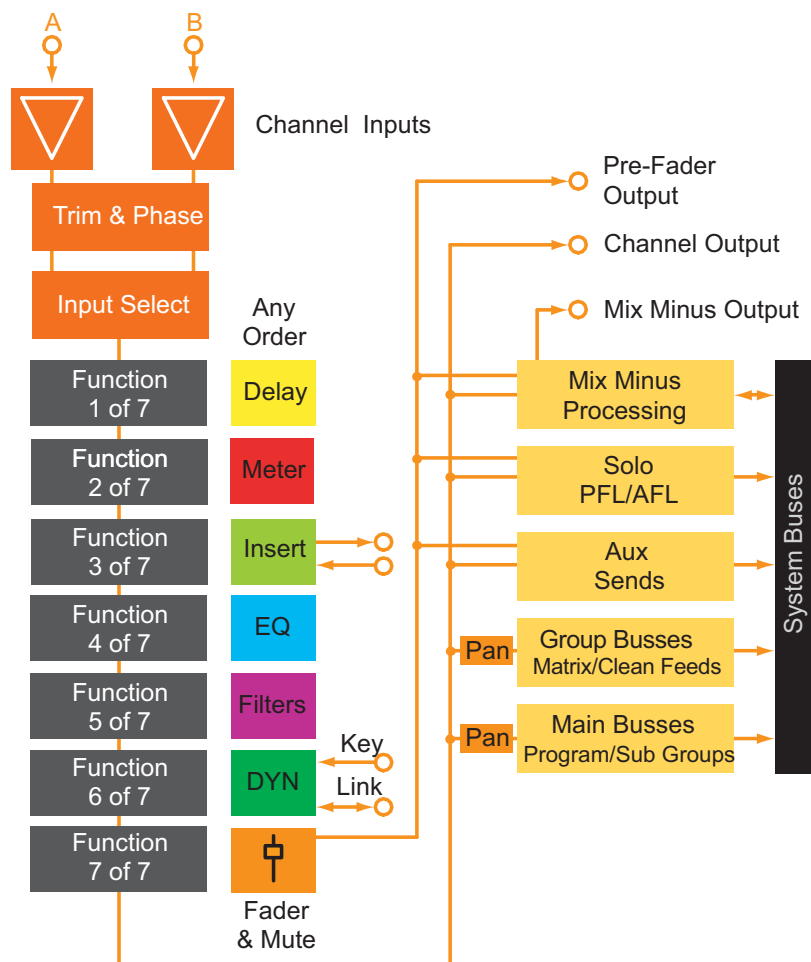 A
B
Channel Inputs
Trim & Phase
Input Select
Any
Order
Function
1 of 7
Delay
Function
2 of 7
Meter
Function
3 of 7
Insert
Function
4 of 7
EQ
Function
5 of 7
Filters
Function
6 of 7
DYN
Key
Link
Function
7 of 7
Fader
& Mute
Pre-Fader
Output
Channel Output
Mix Minus Output
Mix Minus
Processing
Solo
PFL/AFL
Aux
Sends
Pan
Group Busses
Matrix/Clean Feeds
Pan
Main Busses
Program/Sub Groups
System Buses